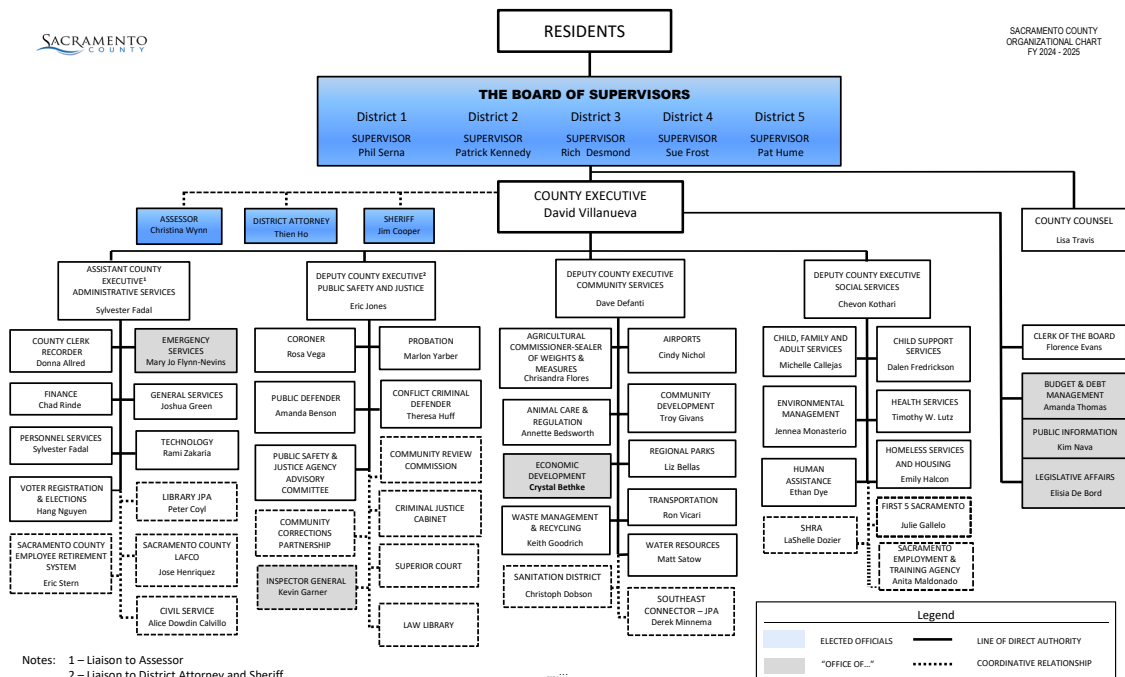 SACRAMENTO
COUNTY
RESIDENTS
SACRAMENTO COUNTY
ORGANIZATIONAL CHART
FY 2024 - 2025
THE BOARD OF SUPERVISORS
District 1
SUPERVISOR
Phil Serna
District 2
SUPERVISOR
Patrick Kennedy
District 3
SUPERVISOR
Rich Desmond
District 4
SUPERVISOR
Sue Frost
District 5
SUPERVISOR
Pat Hume
COUNTY EXECUTIVE
David Villanueva
ASSESSOR
Christina Wynn
DISTRICT ATTORNEY
Thien Ho
SHERIFF
Jim Cooper
COUNTY COUNSEL
Lisa Travis
ASSISTANT COUNTY
EXECUTIVE¹
ADMINISTRATIVE SERVICES
Sylvester Fadal
DEPUTY COUNTY EXECUTIVE²
PUBLIC SAFETY AND JUSTICE
Eric Jones
DEPUTY COUNTY EXECUTIVE
COMMUNITY SERVICES
Dave Defanti
DEPUTY COUNTY EXECUTIVE
SOCIAL SERVICES
Chevon Kothari
COUNTY CLERK
RECORDER
Donna Allred
EMERGENCY
SERVICES
Mary Jo Flynn-Nevins
FINANCE
Chad Rinde
GENERAL SERVICES
Joshua Green
PERSONNEL SERVICES
Sylvester Fadal
TECHNOLOGY
Rami Zakaria
VOTER REGISTRATION
& ELECTIONS
Hang Nguyen
LIBRARY JPA
Peter Coyl
SACRAMENTO COUNTY
EMPLOYEE RETIREMENT
SYSTEM
Eric Stern
SACRAMENTO COUNTY
LAFCO
Jose Henriquez
CIVIL SERVICE
Alice Dowdin Calvillo
CORONER
Rosa Vega
PROBATION
Marlon Yarber
PUBLIC DEFENDER
Amanda Benson
CONFLICT CRIMINAL
DEFENDER
Theresa Huff
PUBLIC SAFETY &
JUSTICE AGENCY
ADVISORY
COMMITTEE
COMMUNITY REVIEW
COMMISSION
COMMUNITY
CORRECTIONS
PARTNERSHIP
CRIMINAL JUSTICE
CABINET
INSPECTOR GENERAL
Kevin Garner
SUPERIOR COURT
LAW LIBRARY
AGRICULTURAL
COMMISSIONER-SEALER
OF WEIGHTS &
MEASURES
Chrisandra Flores
AIRPORTS
Cindy Nichol
ANIMAL CARE &
REGULATION
Annette Bedsworth
COMMUNITY
DEVELOPMENT
Troy Givans
ECONOMIC
DEVELOPMENT
Crystal Bethke
REGIONAL PARKS
Liz Bellas
WASTE MANAGEMENT
& RECYCLING
Keith Goodrich
TRANSPORTATION
Ron Vicari
WATER RESOURCES
Matt Satow
SANITATION DISTRICT
Christoph Dobson
SOUTHEAST
CONNECTOR – JPA
Derek Minnema
CHILD, FAMILY AND
ADULT SERVICES
Michelle Callejas
CHILD SUPPORT
SERVICES
Dalen Fredrickson
ENVIRONMENTAL
MANAGEMENT
Jennea Monasterio
HEALTH SERVICES
Timothy W. Lutz
HUMAN
ASSISTANCE
Ethan Dye
HOMELESS SERVICES
AND HOUSING
Emily Halcon
SHRA
LaShelle Dozier
FIRST 5 SACRAMENTO
Julie Gallelo
SACRAMENTO
EMPLOYMENT &
TRAINING AGENCY
Anita Maldonado
CLERK OF THE BOARD
Florence Evans
BUDGET & DEBT
MANAGEMENT
Amanda Thomas
PUBLIC INFORMATION
Kim Nava
LEGISLATIVE AFFAIRS
Elisia De Bord
Legend
ELECTED OFFICIALS
LINE OF DIRECT AUTHORITY
"OFFICE OF…"
COORDINATIVE RELATIONSHIP
Notes: 1 – Liaison to Assessor
2 – Liaison to District Attorney and Sheriff